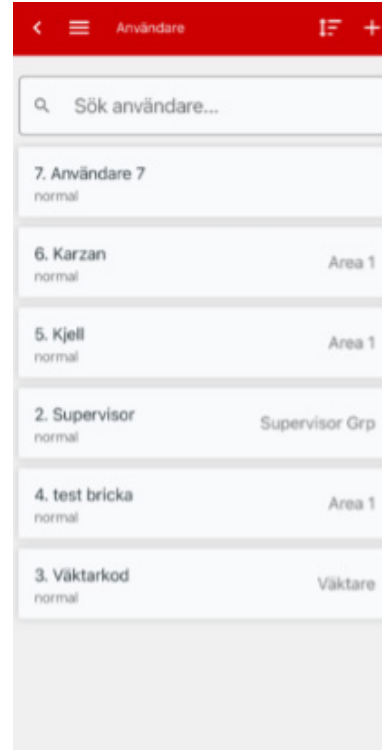 Användare
Sök användare...
7. Användare 7
normal
6. Karzan
Area 1
normal
5. Kjell
Area 1
normal
2. Supervisor
Supervisor Grp
normal
4. test bricka
Area 1
normal
3. Väktarkod
Väktare
normal